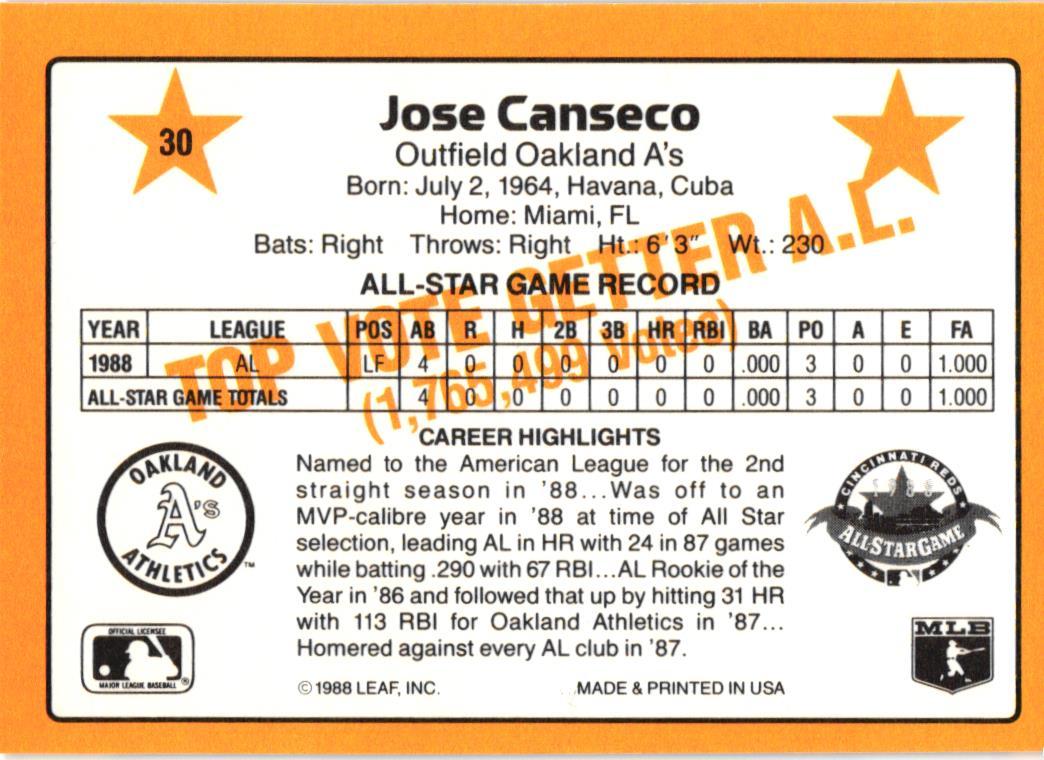 30
Jose Canseco
Outfield Oakland A's
Born: July 2, 1964, Havana, Cuba
Home: Miami, FL
Bats: Right Throws: Right Ht.: 6'3" Wt.: 230
TOP VOTE GETTER A.L.
(1,765,499 Votes)
ALL-STAR GAME RECORD
YEAR LEAGUE POS AB R H 2B 3B HR RBI BA PO A E FA
1988 AL LF 4 0 0 0 0 0 0 .000 3 0 0 1.000
ALL-STAR GAME TOTALS 4 0 0 0 0 0 0 .000 3 0 0 1.000
CAREER HIGHLIGHTS
Named to the American League for the 2nd
straight season in '88...Was off to an
MVP-calibre year in '88 at time of All Star
selection, leading AL in HR with 24 in 87 games
while batting .290 with 67 RBI...AL Rookie of the
Year in '86 and followed that up by hitting 31 HR
with 113 RBI for Oakland Athletics in '87...
Homered against every AL club in '87.
OAKLAND
A's
ATHLETICS
TM
CINCINNATI REDS
1988
ALL STAR GAME
OFFICIAL LICENSEE
MAJOR LEAGUE BASEBALL
®
MLB
© 1988 LEAF, INC. MADE & PRINTED IN USA